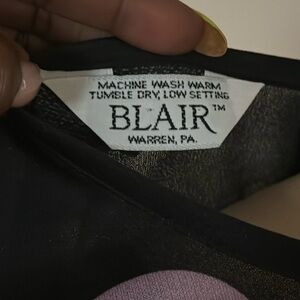 MACHINE WASH WARM
TUMBLE DRY, LOW SETTING
BLAIR™
WARREN, PA.